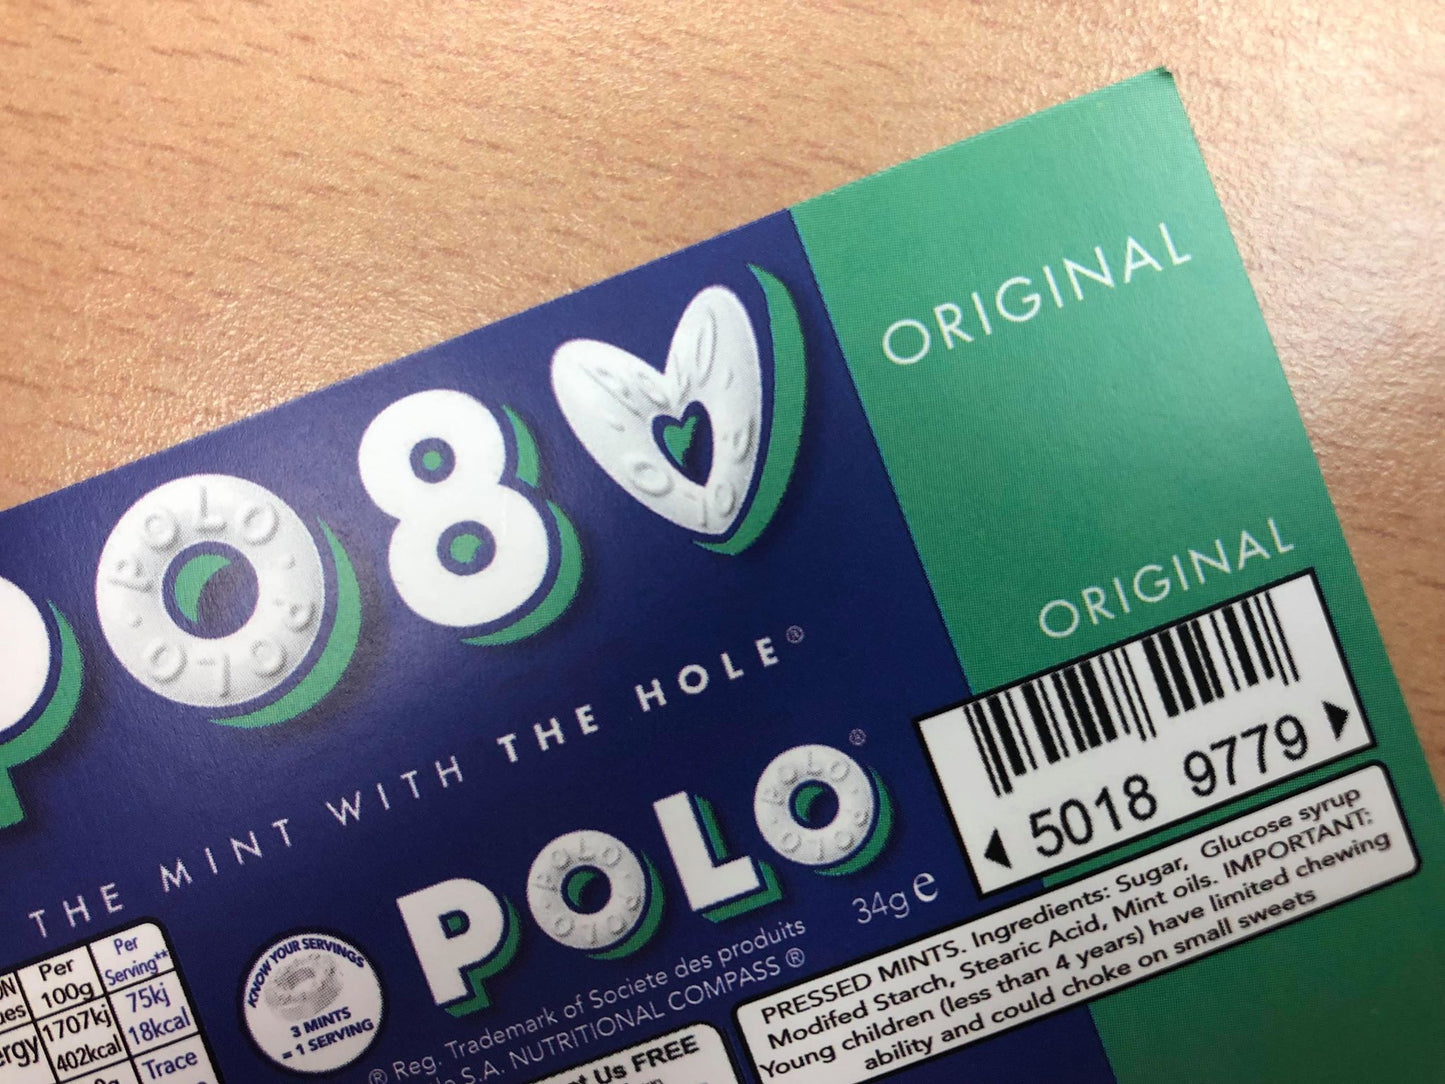 ORIGINAL
PO8
POLO·POLO·
THE MINT WITH THE HOLE®
ORIGINAL
5018 9779
POLO®
34g e
PRESSED MINTS. Ingredients: Sugar, Glucose syrup
Modifed Starch, Stearic Acid, Mint oils. IMPORTANT:
Young children (less than 4 years) have limited chewing
ability and could choke on small sweets
® Reg. Trademark of Societe des produits
S.A. NUTRITIONAL COMPASS ®
KNOW YOUR SERVINGS
3 MINTS
= 1 SERVING
Per
100g
Per
Serving**
1707kj
75kj
402kcal
18kcal
Trace
Us FREE